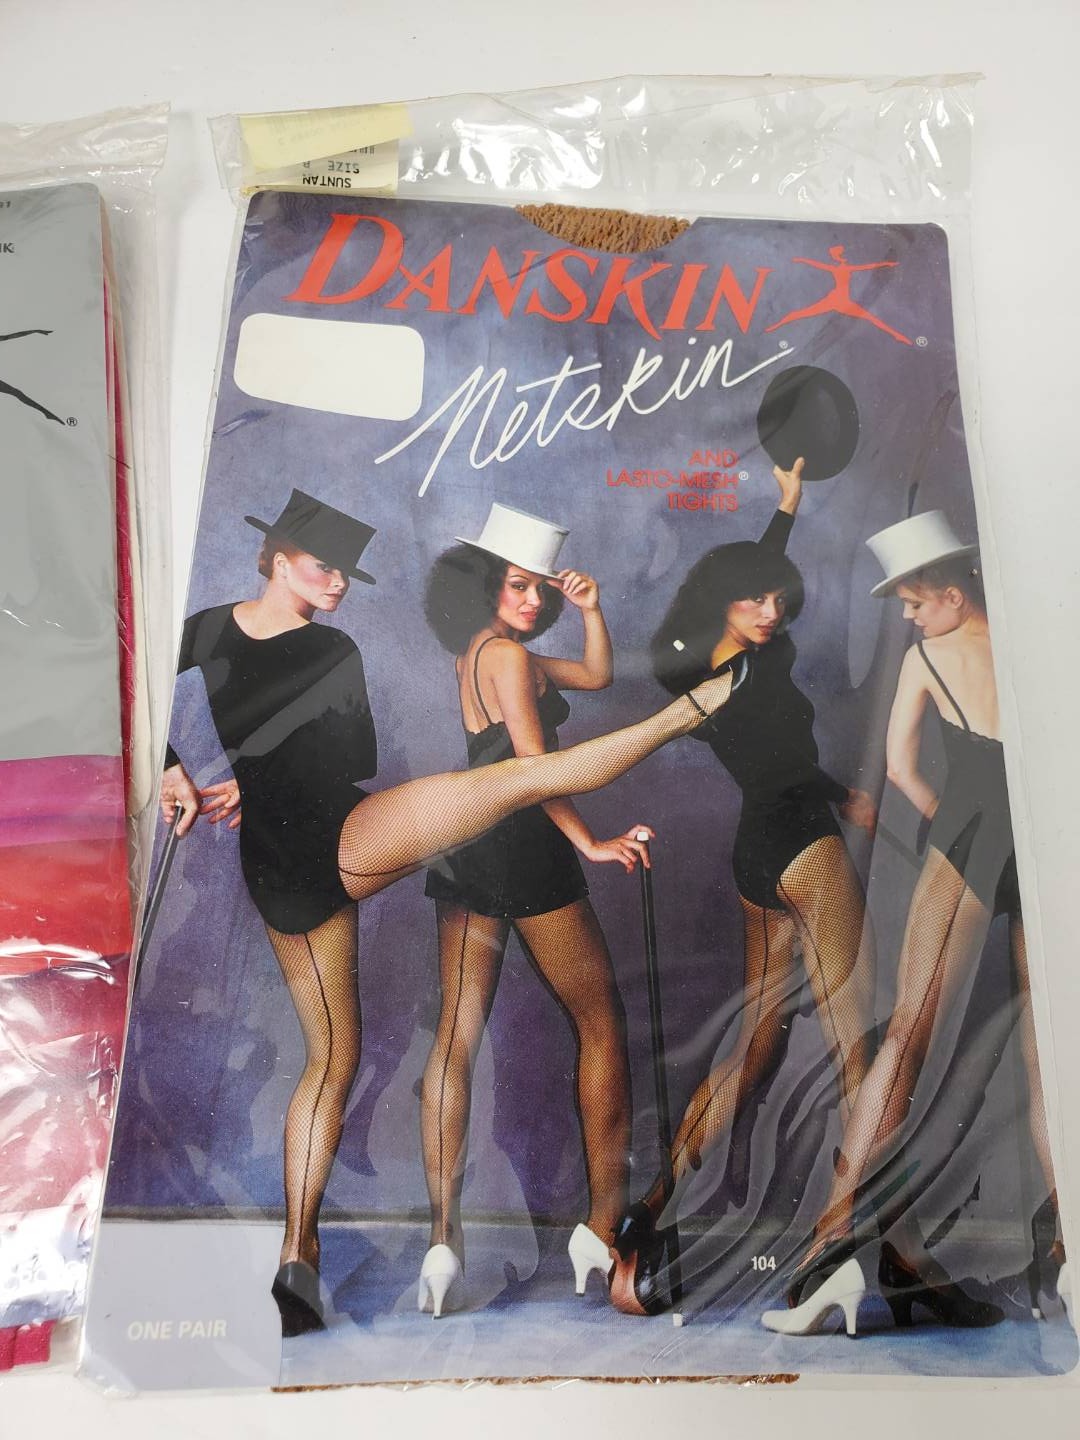 SUNTAN
SIZE B
DANSKIN®
Netskin®
AND
LASTO-MESH®
TIGHTS
104
ONE PAIR
®